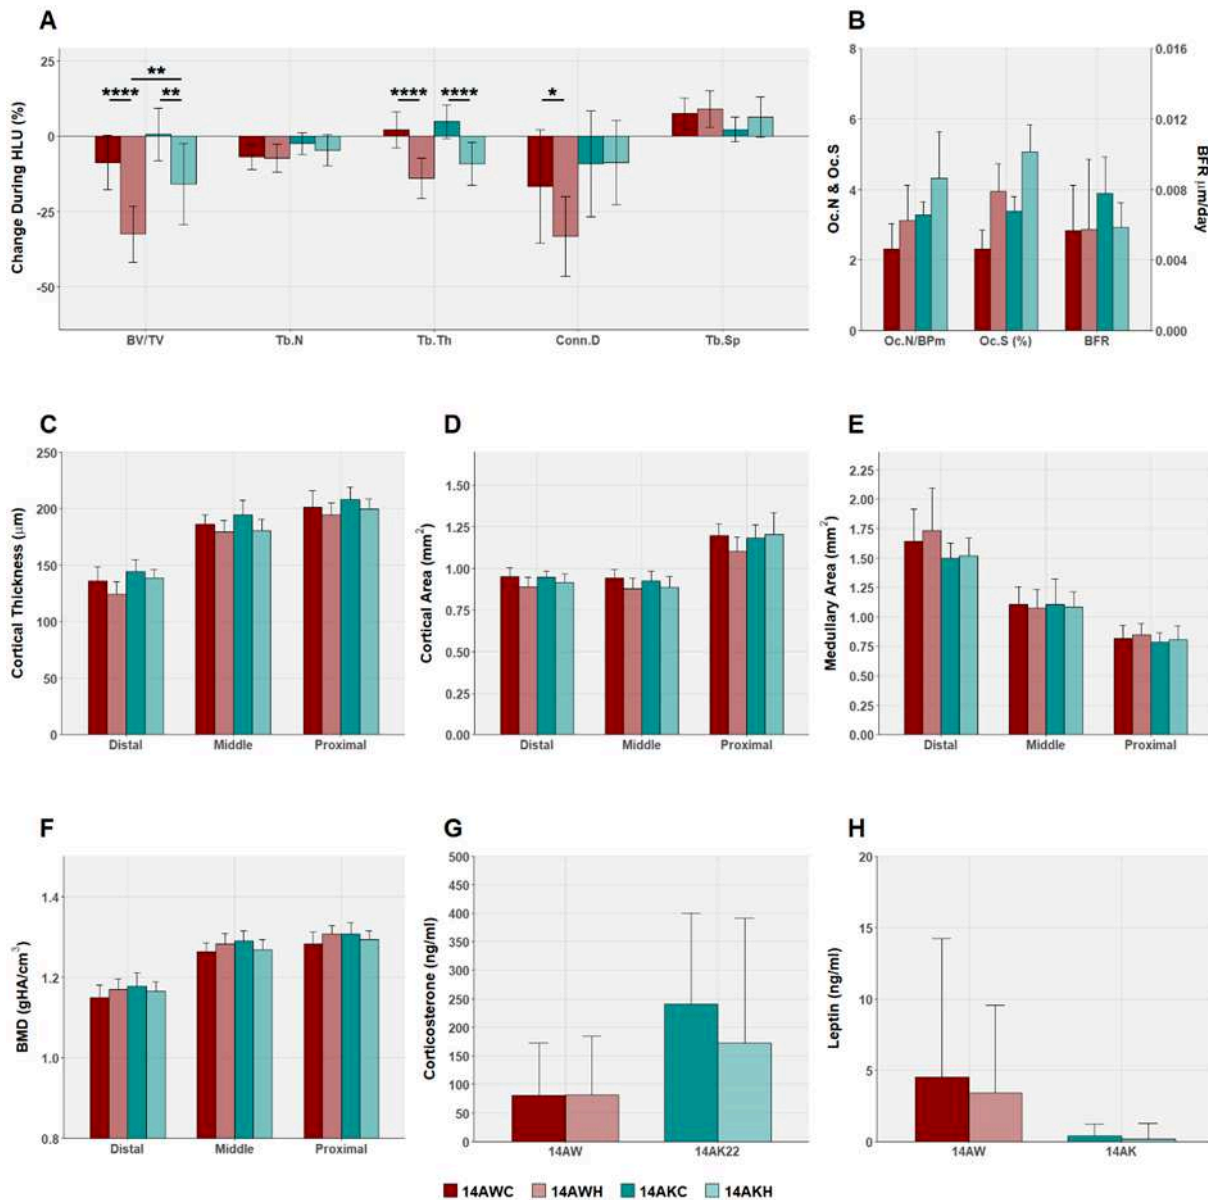 A
B
25
0
-25
-50
Change During HLU (%)
**
****
**
****
****
*
BV/TV
Tb.N
Tb.Th
Conn.D
Tb.Sp
8
6
4
2
0
Oc.N & Oc.S
0.016
0.012
0.008
0.004
0.000
BFR μm/day
Oc.N/BPm
Oc.S (%)
BFR
C
D
E
250
200
150
100
50
0
Cortical Thickness (μm)
Distal
Middle
Proximal
1.50
1.25
1.00
0.75
0.50
0.25
0.00
Cortical Area (mm²)
Distal
Middle
Proximal
2.25
2.00
1.75
1.50
1.25
1.00
0.75
0.50
0.25
0.00
Medullary Area (mm²)
Distal
Middle
Proximal
F
G
H
1.4
1.2
1.0
0.8
BMD (gHA/cm³)
Distal
Middle
Proximal
500
450
400
350
300
250
200
150
100
50
0
Corticosterone (ng/ml)
14AW
14AK22
20
15
10
5
0
Leptin (ng/ml)
14AW
14AK
14AWC 14AWH 14AKC 14AKH